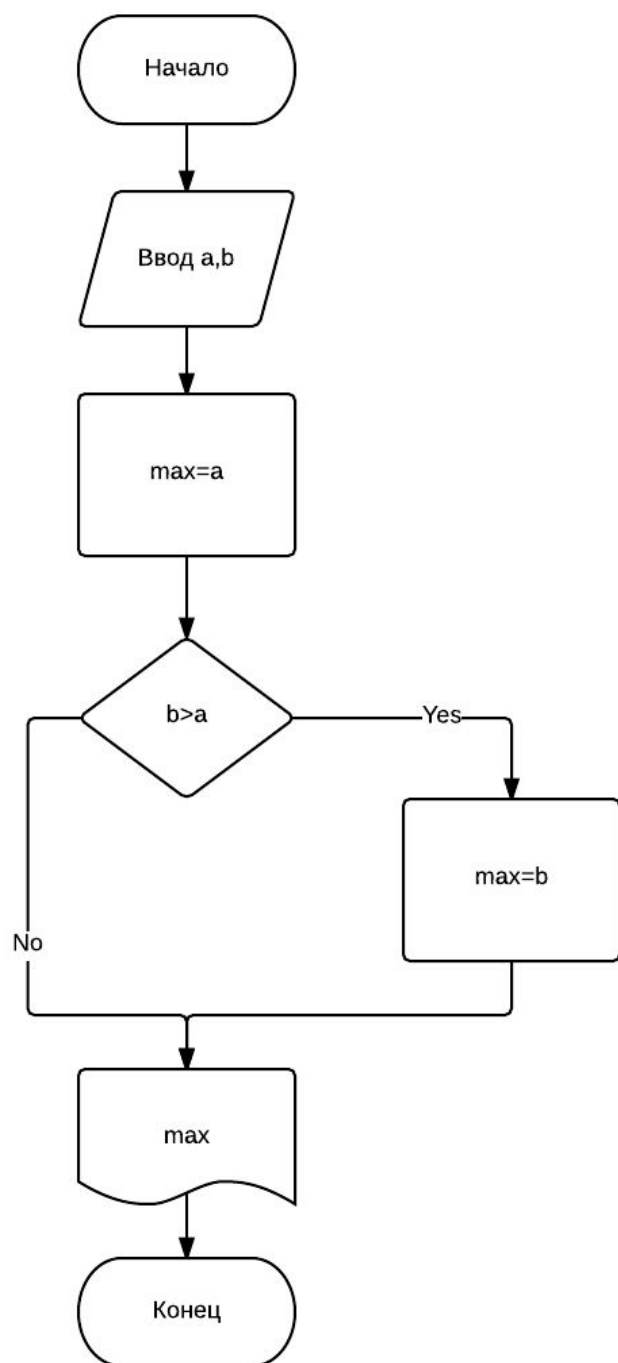 Начало
Ввод a,b
max=a
b>a
Yes
max=b
No
max
Конец